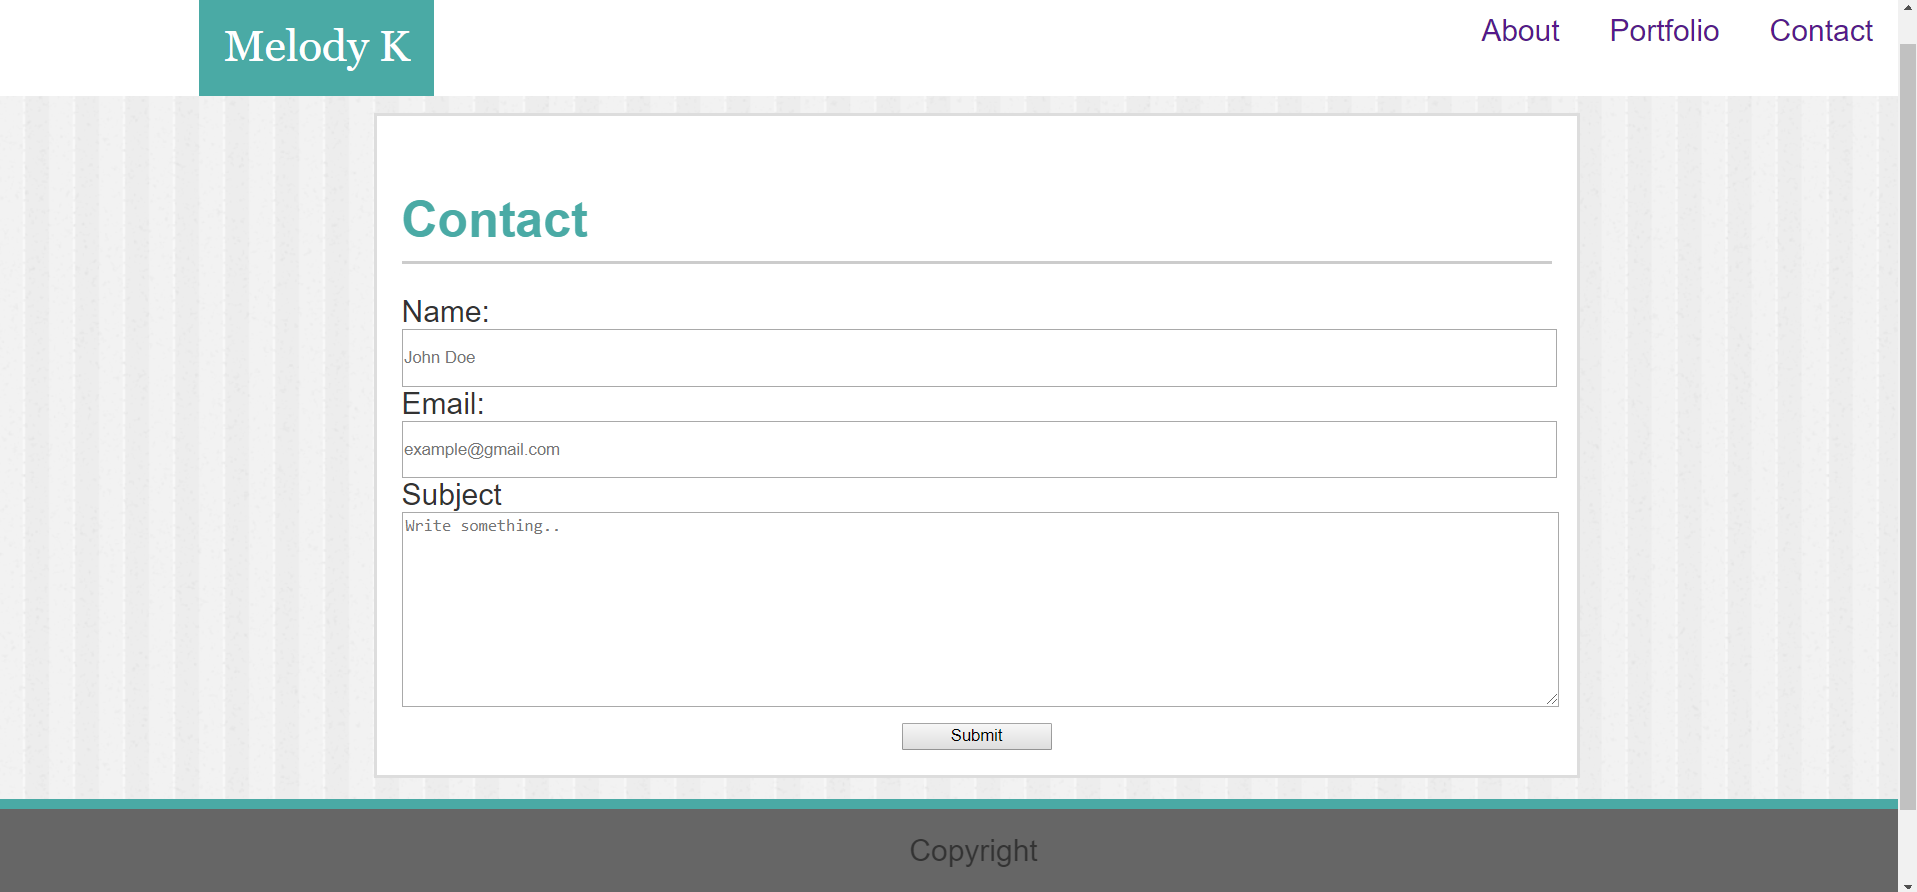 Melody K
About Portfolio Contact
Contact
Name:
John Doe
Email:
example@gmail.com
Subject
Write something..
Submit
Copyright